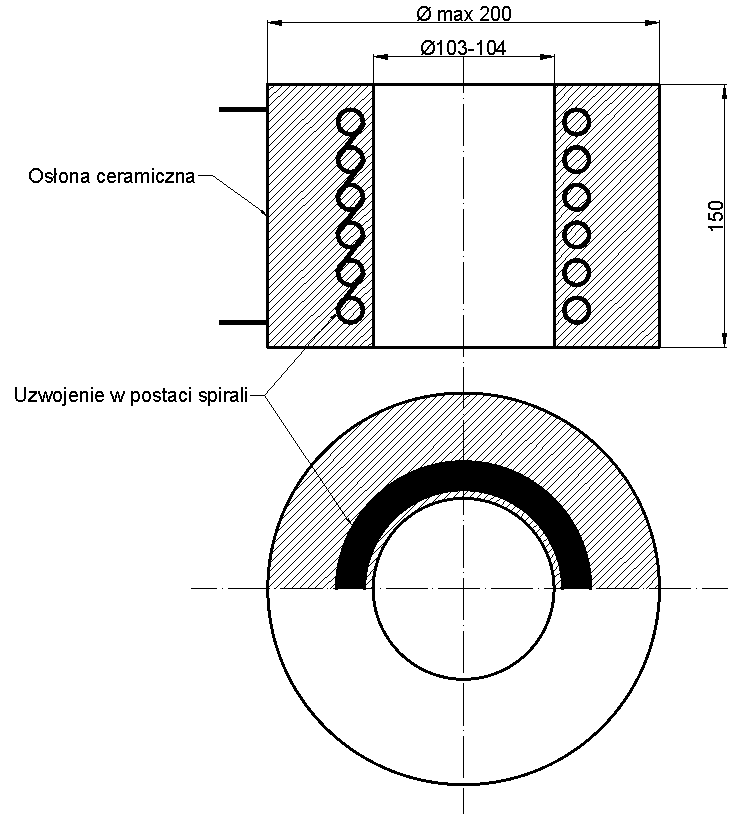 Ø max 200
Ø103-104
Osłona ceramiczna
150
Uzwojenie w postaci spirali